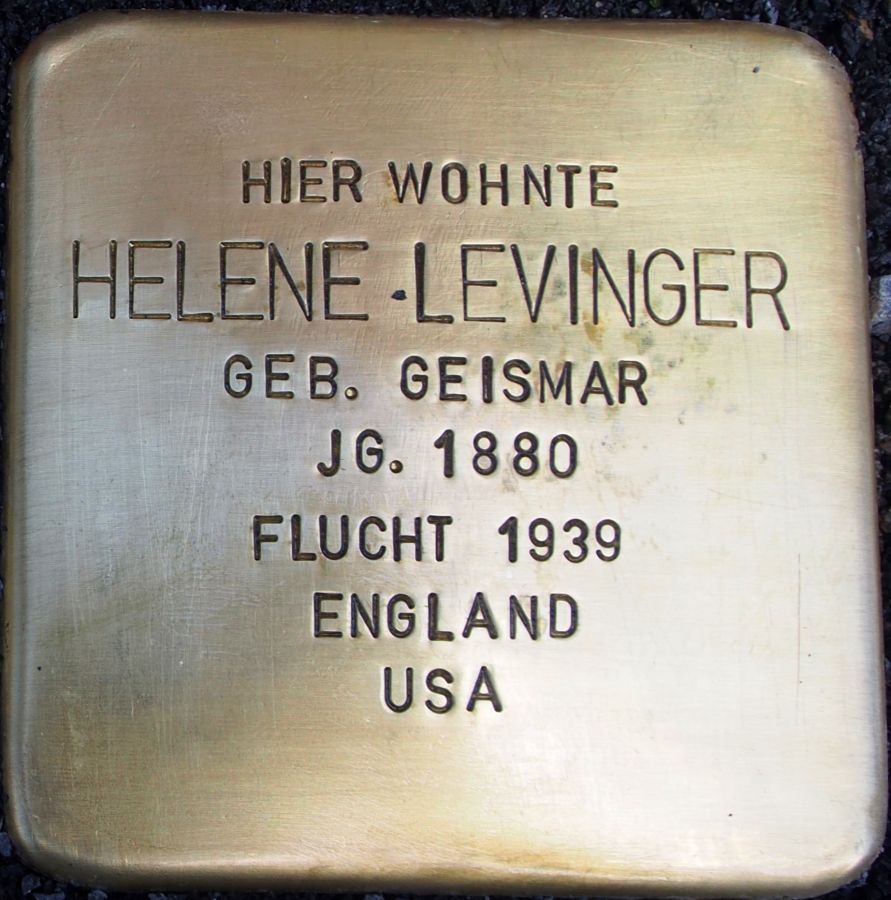 HIER WOHNTE
HELENE LEVINGER
GEB. GEISMAR
JG. 1880
FLUCHT 1939
ENGLAND
USA